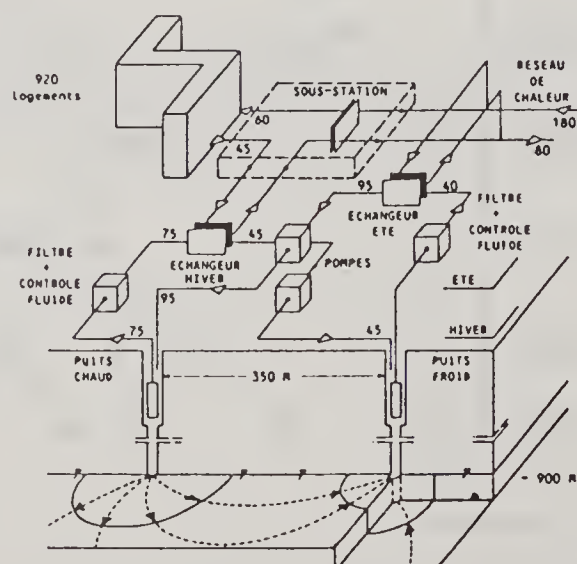 920
Logements
SOUS-STATION
RESEAU
DE
CHALEUR
180
60
80
45
95
40
ECHANGEUR
ETE
FILTRE
+
CONTROLE
FLUIDE
75
45
FILTRE
+
CONTROLE
FLUIDE
ECHANGEUR
HIVER
POMPES
95
ETE
75
45
HIVER
PUITS
CHAUD
350 M
PUITS
FROID
- 900 M